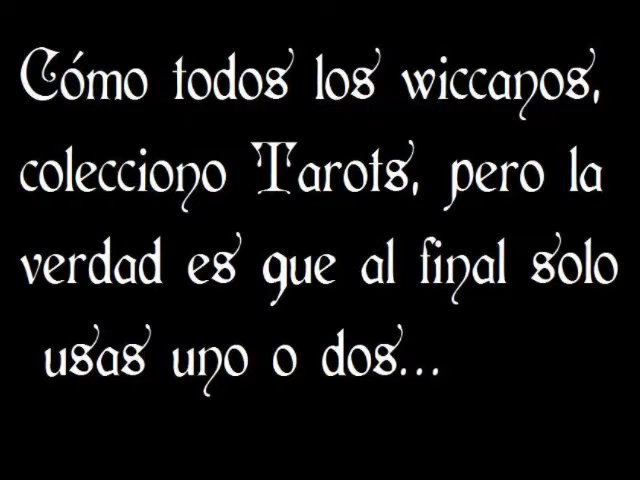 Cómo todos los wiccanos,
colecciono Tarots, pero la
verdad es que al final solo
usas uno o dos...